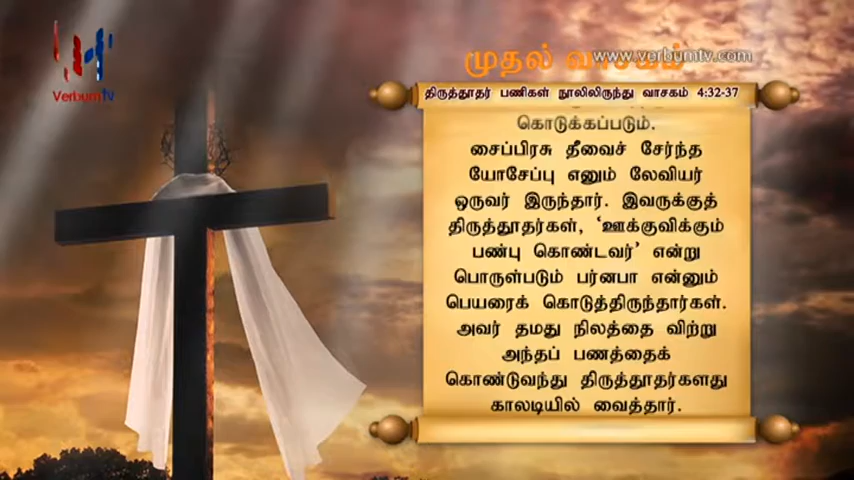 VerbumTv
முதல் வாசகம்
www.verbumtv.com
திருத்தூதர் பணிகள் நூலிலிருந்து வாசகம் 4:32-37
கொடுக்கப்படும்.
சைப்பிரசு தீவைச் சேர்ந்த
யோசேப்பு எனும் லேவியர்
ஒருவர் இருந்தார். இவருக்குத்
திருத்தூதர்கள், ‘ஊக்குவிக்கும்
பண்பு கொண்டவர்’ என்று
பொருள்படும் பர்னபா என்னும்
பெயரைக் கொடுத்திருந்தார்கள்.
அவர் தமது நிலத்தை விற்று
அந்தப் பணத்தைக்
கொண்டுவந்து திருத்தூதர்களது
காலடியில் வைத்தார்.